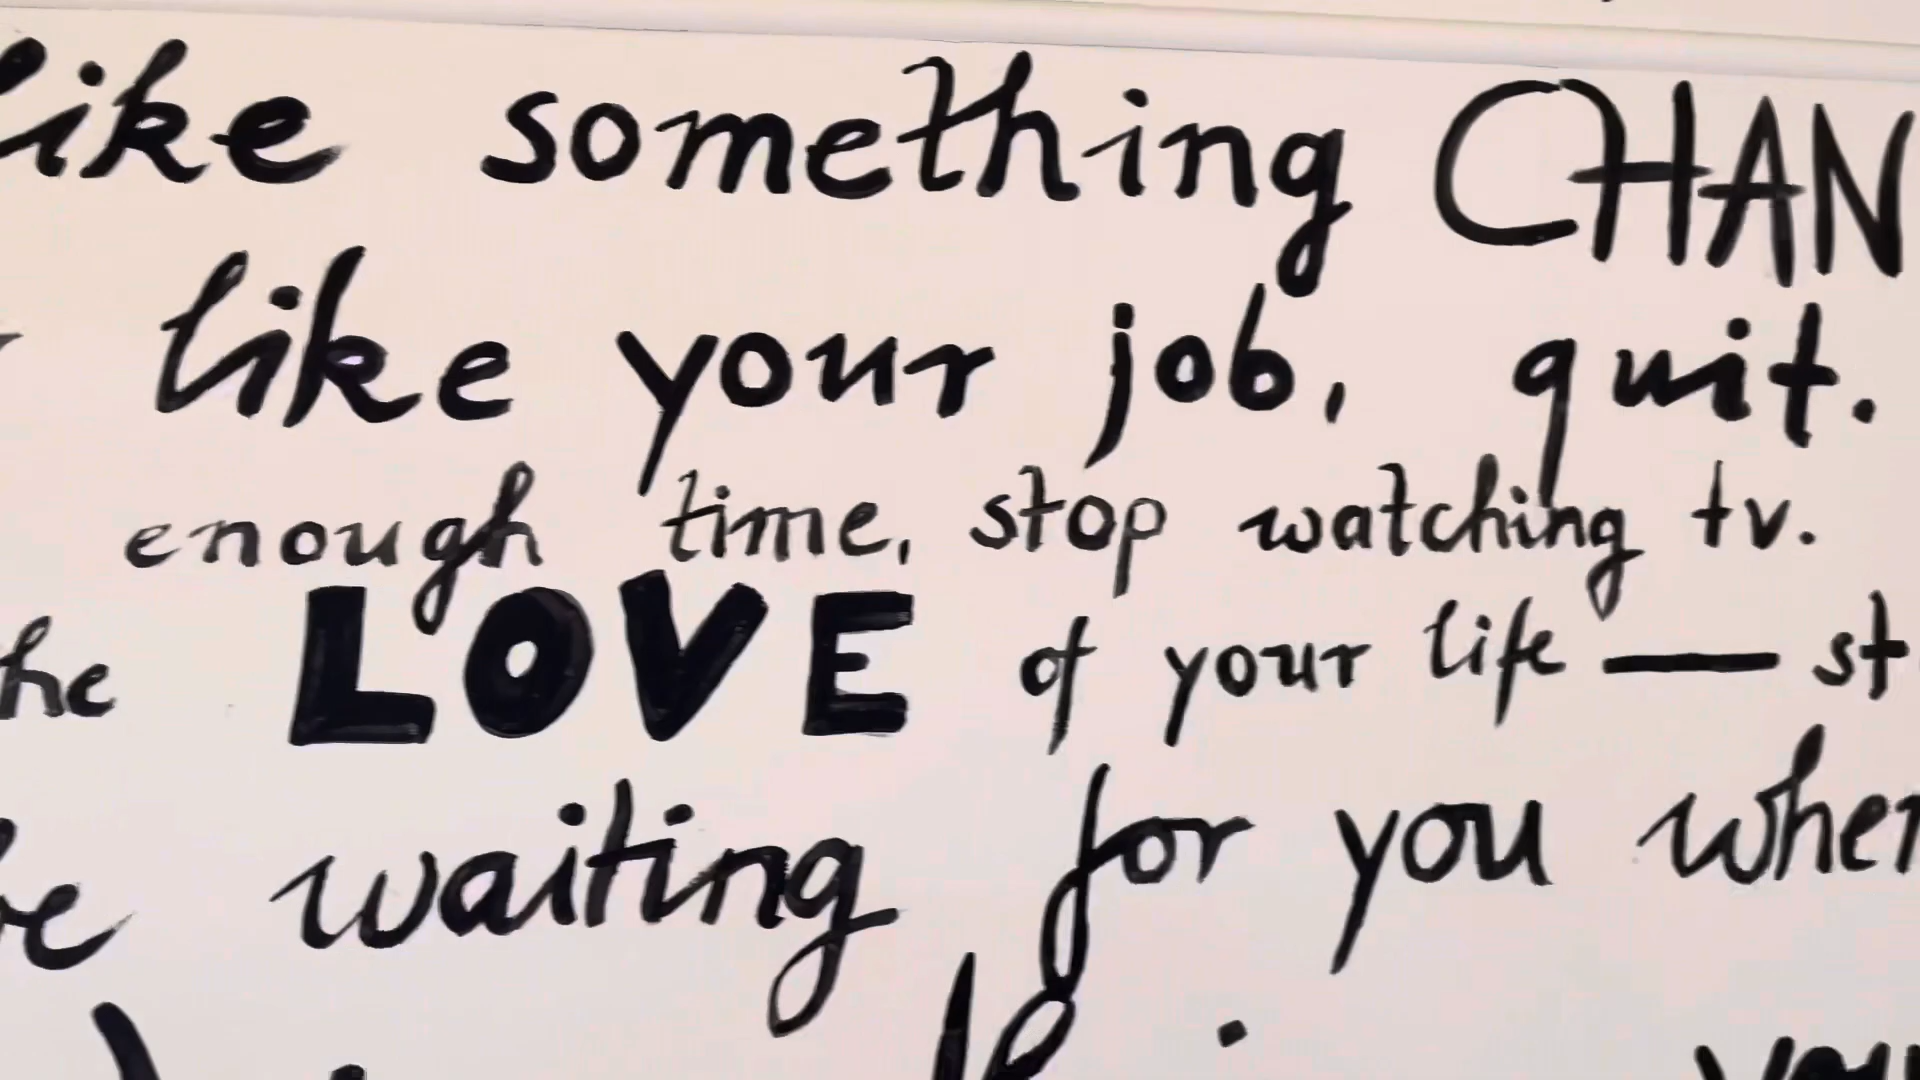 like something CHAN
like your job, quit.
enough time, stop watching tv.
he LOVE of your life — st
be waiting for you when